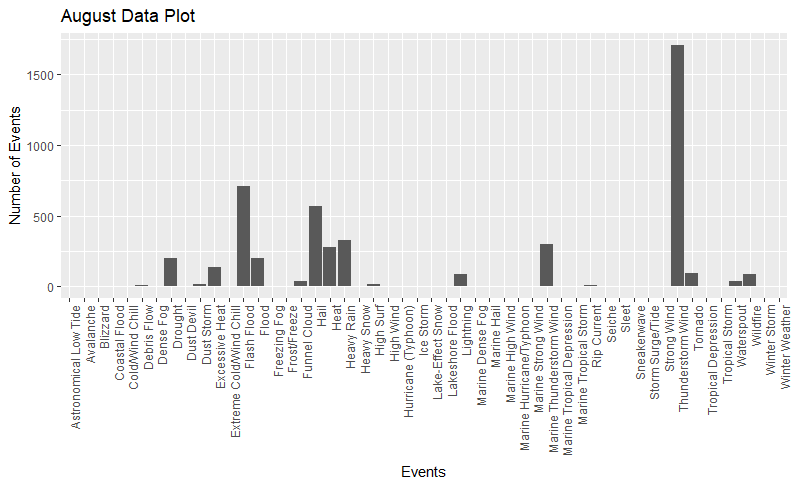 August Data Plot
Number of Events
1500
1000
500
0
Astronomical Low Tide
Avalanche
Blizzard
Coastal Flood
Cold/Wind Chill
Debris Flow
Dense Fog
Drought
Dust Devil
Dust Storm
Excessive Heat
Extreme Cold/Wind Chill
Flash Flood
Flood
Freezing Fog
Frost/Freeze
Funnel Cloud
Hail
Heat
Heavy Rain
Heavy Snow
High Surf
High Wind
Hurricane (Typhoon)
Ice Storm
Lake-Effect Snow
Lakeshore Flood
Lightning
Marine Dense Fog
Marine Hail
Marine High Wind
Marine Hurricane/Typhoon
Marine Strong Wind
Marine Thunderstorm Wind
Marine Tropical Depression
Marine Tropical Storm
Rip Current
Seiche
Sleet
Sneakerwave
Storm Surge/Tide
Strong Wind
Thunderstorm Wind
Tornado
Tropical Depression
Tropical Storm
Waterspout
Wildfire
Winter Storm
Winter Weather
Events